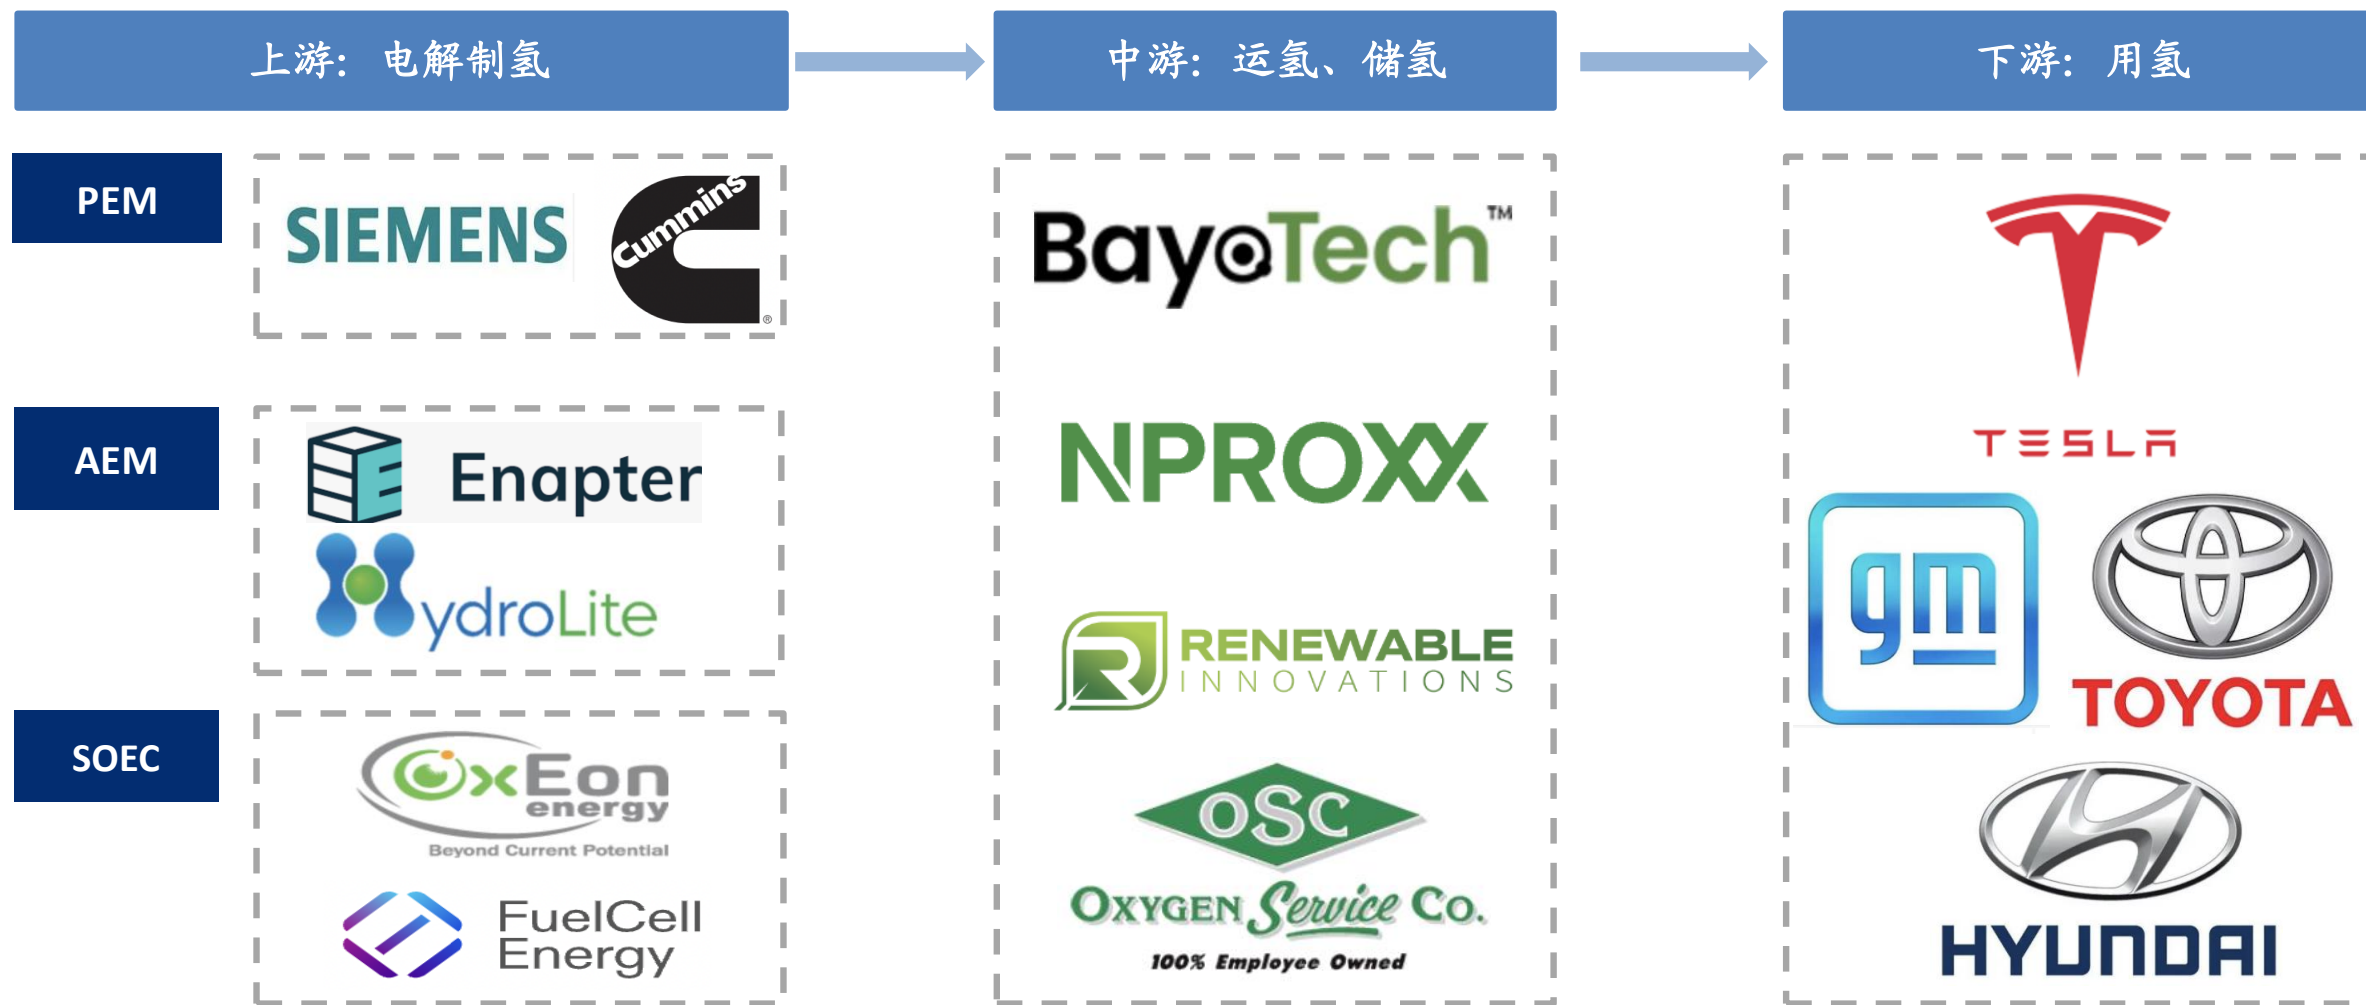 上游：电解制氢
中游：运氢、储氢
下游：用氢
PEM
SIEMENS
Cummins
®
AEM
Enapter
HydroLite
SOEC
OxEon
energy
Beyond Current Potential
FuelCell
Energy
BayoTech™
NPROXX
RENEWABLE
INNOVATIONS
OSC
OXYGEN Service CO.
100% Employee Owned
TESLA
gm
TOYOTA
HYUNDAI